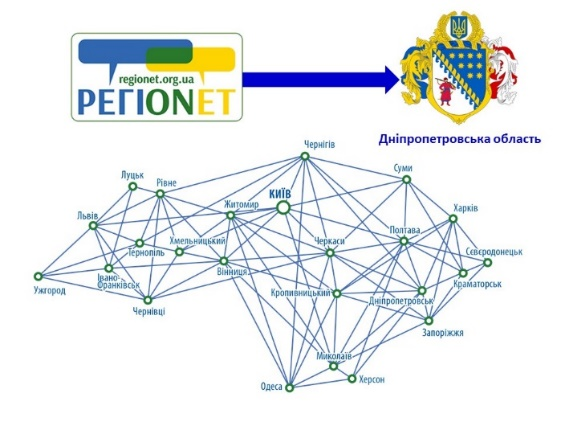 regionet.org.ua
РЕГІОNET
Дніпропетровська область
Чернігів
Луцьк
Рівне
Суми
Житомир
КИЇВ
Львів
Харків
Хмельницький
Черкаси
Полтава
Тернопіль
Сєвєродонецьк
Вінниця
Івано-
Франківськ
Краматорськ
Ужгород
Кропивницький
Дніпропетровськ
Чернівці
Запоріжжя
Миколаїв
Одеса
Херсон